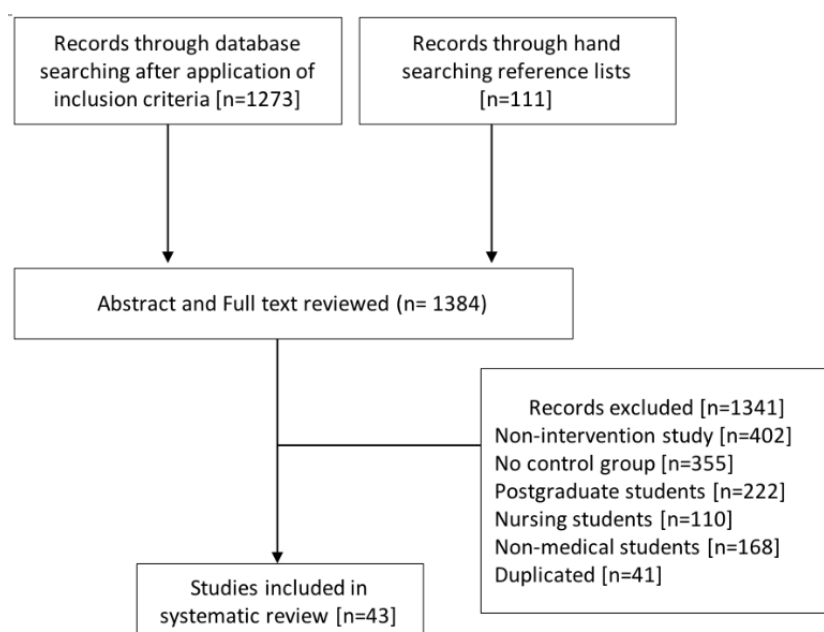 Records through database
searching after application of
inclusion criteria [n=1273]
Records through hand
searching reference lists
[n=111]
Abstract and Full text reviewed (n= 1384)
Records excluded [n=1341]
Non-intervention study [n=402]
No control group [n=355]
Postgraduate students [n=222]
Nursing students [n=110]
Non-medical students [n=168]
Duplicated [n=41]
Studies included in
systematic review [n=43]